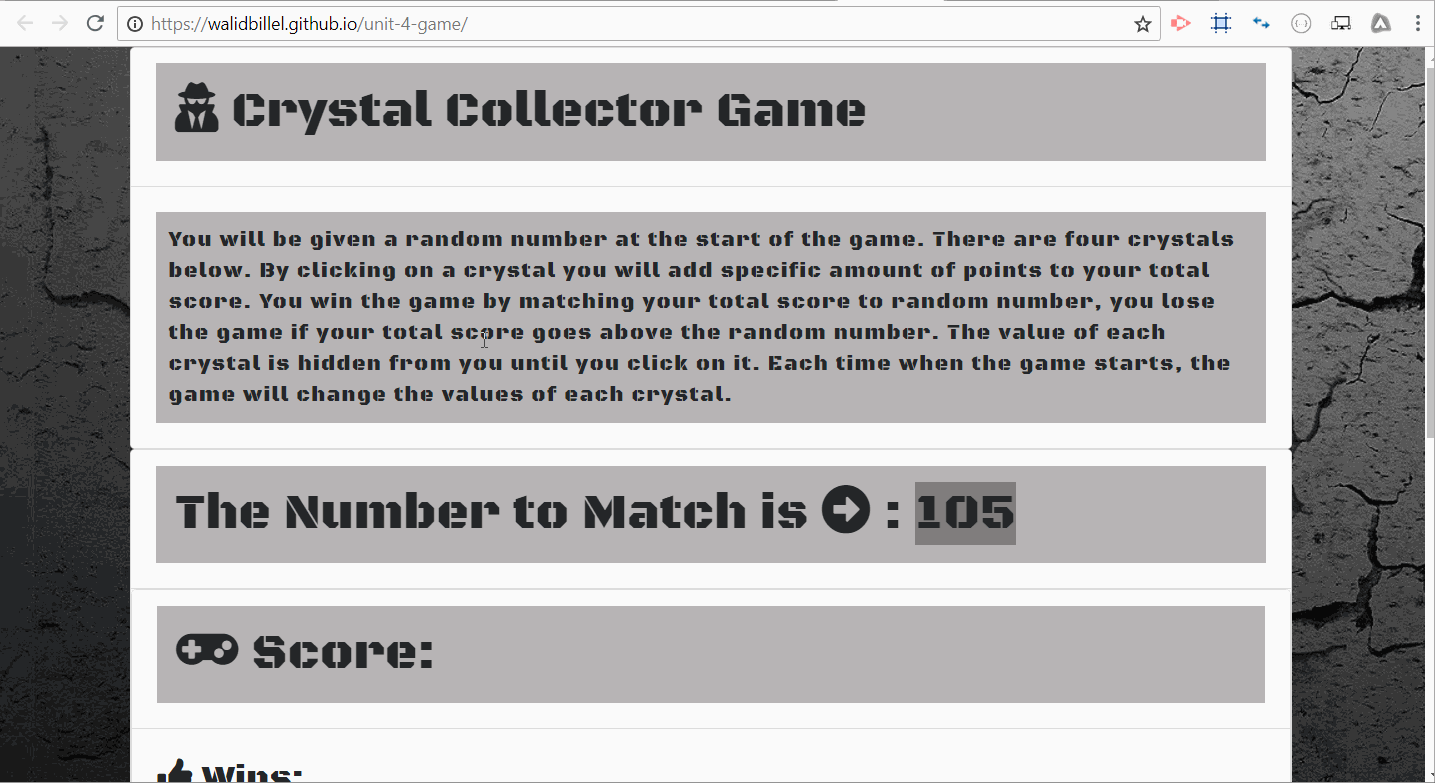 https://walidbillel.github.io/unit-4-game/
Crystal Collector Game
You will be given a random number at the start of the game. There are four crystals
below. By clicking on a crystal you will add specific amount of points to your total
score. You win the game by matching your total score to random number, you lose
the game if your total score goes above the random number. The value of each
crystal is hidden from you until you click on it. Each time when the game starts, the
game will change the values of each crystal.
The Number to Match is : 105
Score:
Wins: